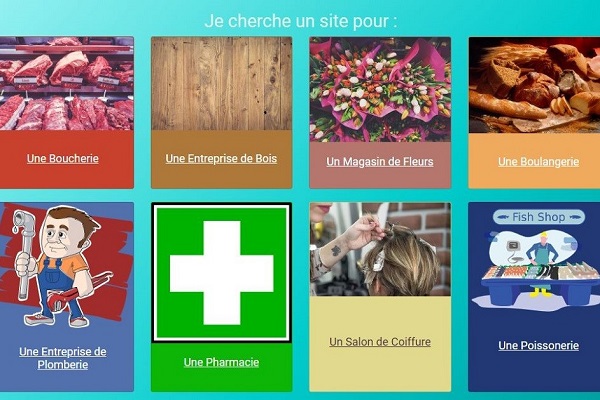 Je cherche un site pour :
Une Boucherie
Une Entreprise de Bois
Un Magasin de Fleurs
Une Boulangerie
Fish Shop
Une Entreprise de
Plomberie
Une Pharmacie
Un Salon de Coiffure
Une Poissonerie